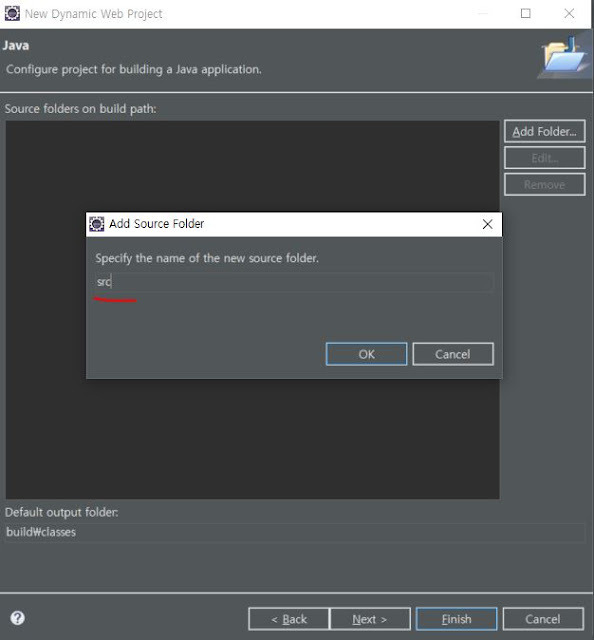 New Dynamic Web Project
Java
Configure project for building a Java application.
Source folders on build path:
Add Folder...
Edit...
Remove
Add Source Folder
Specify the name of the new source folder.
src
OK
Cancel
Default output folder:
build₩classes
?
< Back
Next >
Finish
Cancel